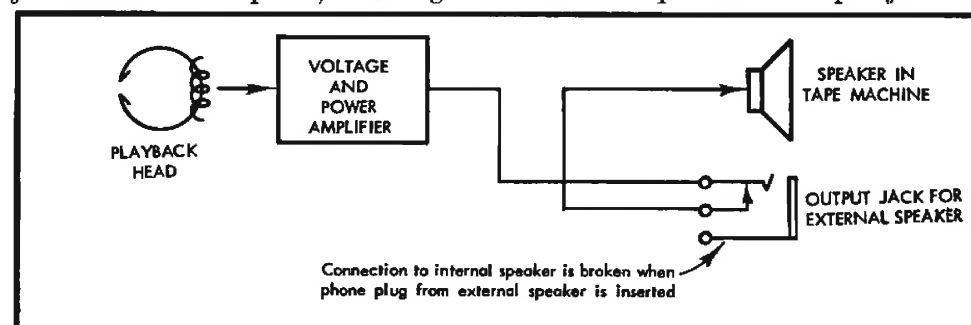 VOLTAGE
AND
POWER
AMPLIFIER
SPEAKER IN
TAPE MACHINE
PLAYBACK
HEAD
OUTPUT JACK FOR
EXTERNAL SPEAKER
Connection to internal speaker is broken when
phone plug from external speaker is inserted